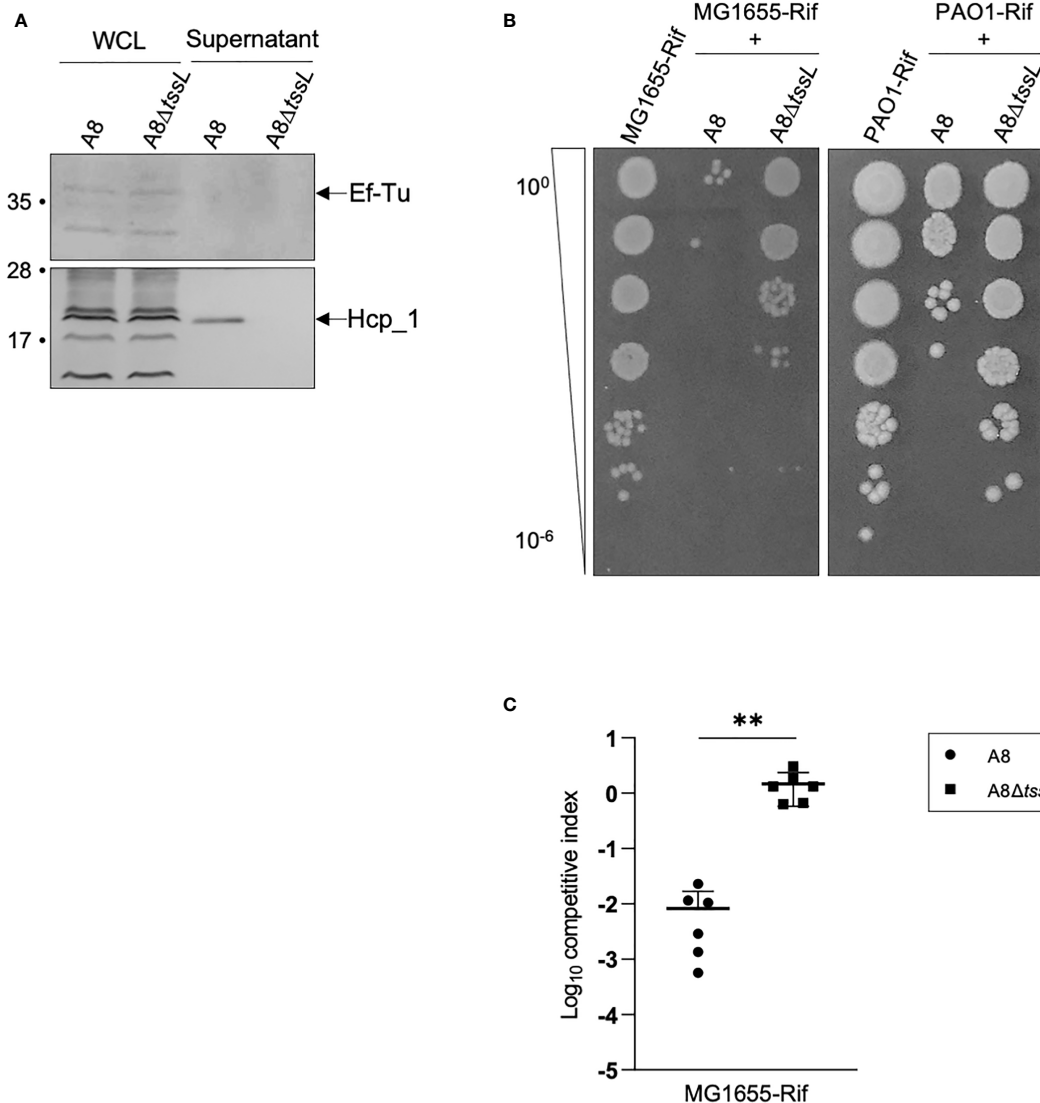 A
WCL Supernatant
A8
A8ΔtssL
A8
A8ΔtssL
35
Ef-Tu
28
17
Hcp_1
B
MG1655-Rif
+
MG1655-Rif
A8
A8ΔtssL
PAO1-Rif
+
PAO1-Rif
A8
A8ΔtssL
10⁰
10⁻⁶
C
**
Log₁₀ competitive index
1
0
-1
-2
-3
-4
-5
MG1655-Rif
A8
A8Δtss